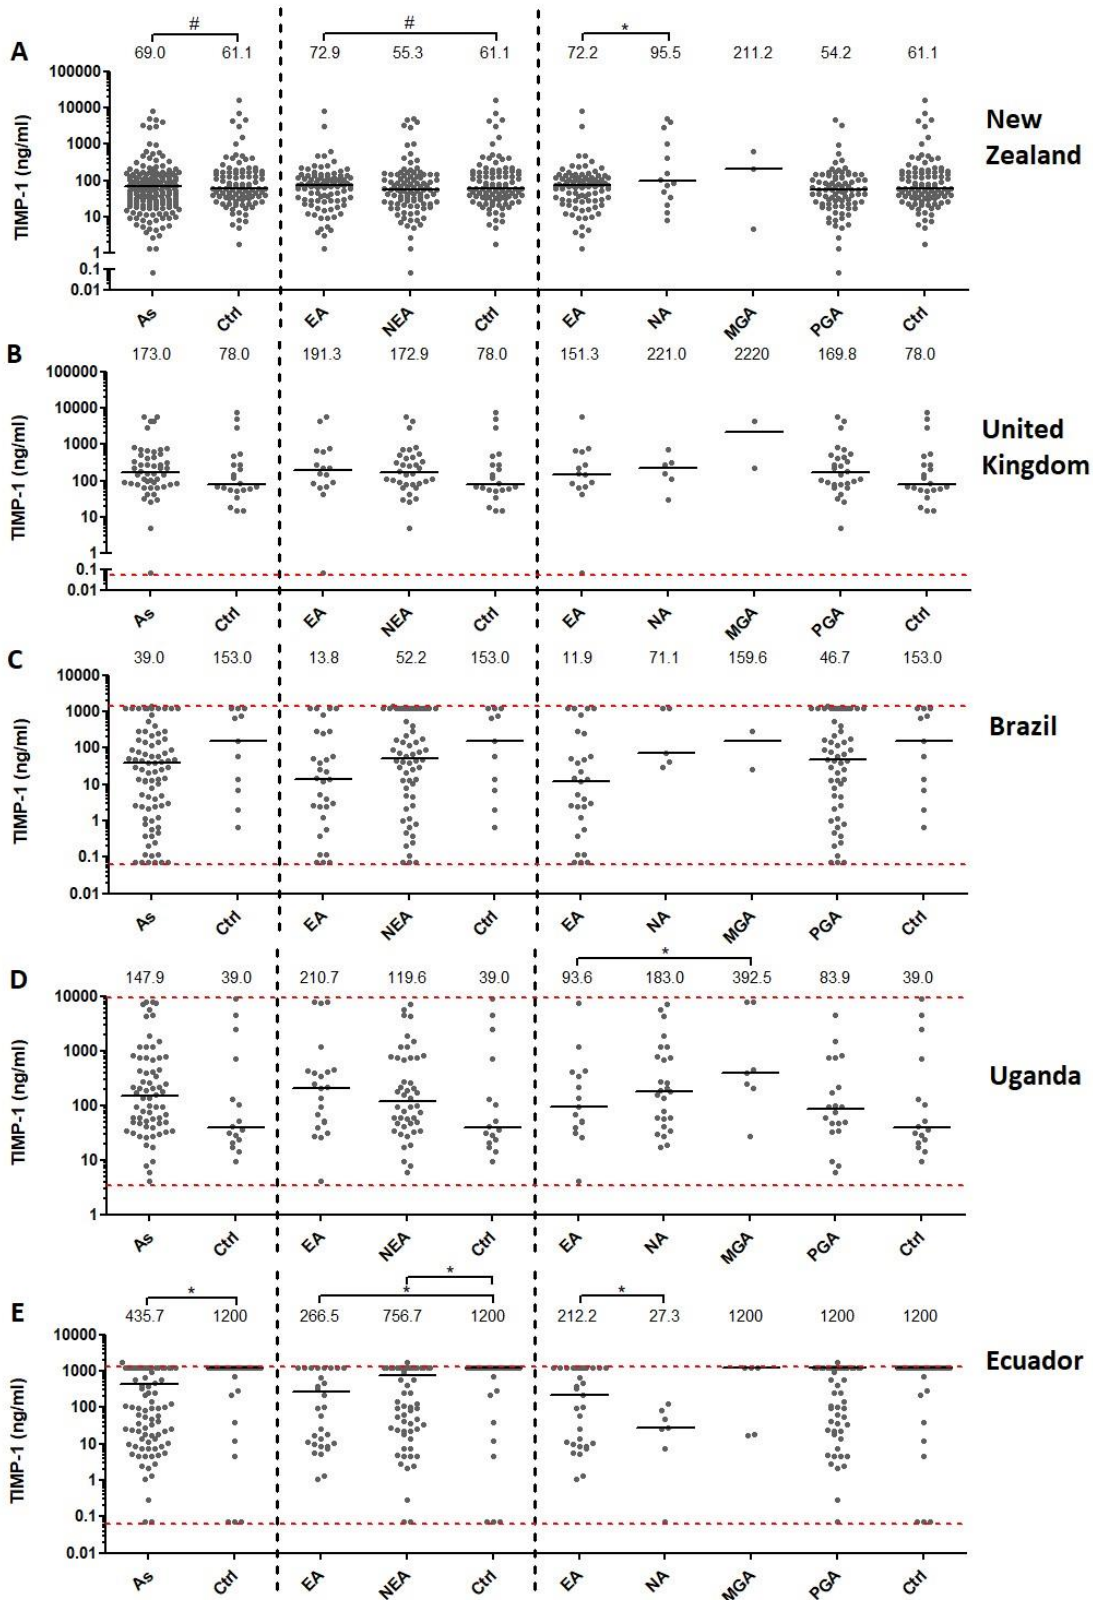 # # *
A 69.0 61.1 72.9 55.3 61.1 72.2 95.5 211.2 54.2 61.1
100000
10000
1000
100
10
1
0.1
0.01
TIMP-1 (ng/ml)
New
Zealand
As Ctrl EA NEA Ctrl EA NA MGA PGA Ctrl
B 173.0 78.0 191.3 172.9 78.0 151.3 221.0 2220 169.8 78.0
100000
10000
1000
100
10
1
0.1
0.01
TIMP-1 (ng/ml)
United
Kingdom
As Ctrl EA NEA Ctrl EA NA MGA PGA Ctrl
C 39.0 153.0 13.8 52.2 153.0 11.9 71.1 159.6 46.7 153.0
10000
1000
100
10
1
0.1
0.01
TIMP-1 (ng/ml)
Brazil
As Ctrl EA NEA Ctrl EA NA MGA PGA Ctrl
*
D 147.9 39.0 210.7 119.6 39.0 93.6 183.0 392.5 83.9 39.0
10000
1000
100
10
1
TIMP-1 (ng/ml)
Uganda
As Ctrl EA NEA Ctrl EA NA MGA PGA Ctrl
*
* * *
E 435.7 1200 266.5 756.7 1200 212.2 27.3 1200 1200 1200
10000
1000
100
10
1
0.1
0.01
TIMP-1 (ng/ml)
Ecuador
As Ctrl EA NEA Ctrl EA NA MGA PGA Ctrl